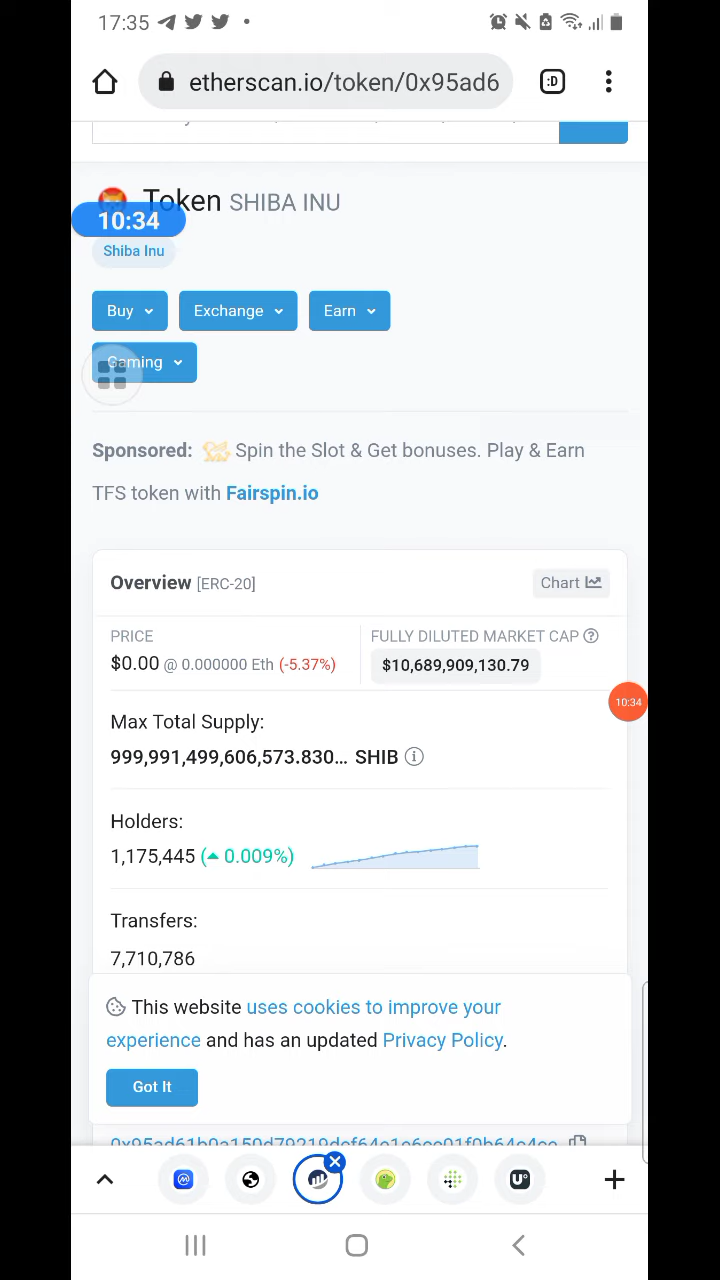 17:35
etherscan.io/token/0x95ad6
:D
Token SHIBA INU
10:34
Shiba Inu
Buy Exchange Earn
Gaming
Sponsored: Spin the Slot & Get bonuses. Play & Earn
TFS token with Fairspin.io
Overview [ERC-20] Chart
PRICE FULLY DILUTED MARKET CAP
$0.00 @ 0.000000 Eth (-5.37%) $10,689,909,130.79
10:34
Max Total Supply:
999,991,499,606,573.830... SHIB
Holders:
1,175,445 (▲ 0.009%)
Transfers:
7,710,786
This website uses cookies to improve your
experience and has an updated Privacy Policy.
Got It